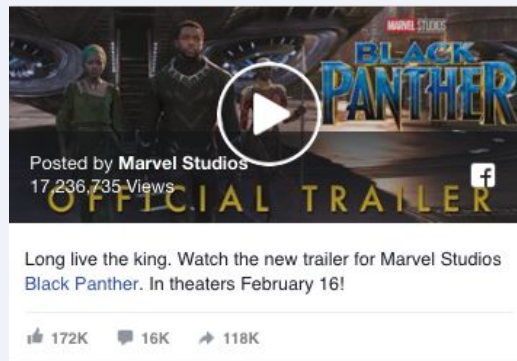 MARVEL STUDIOS
BLACK
PANTHER
Posted by Marvel Studios
17,236,735 Views
OFFICIAL TRAILER
Long live the king. Watch the new trailer for Marvel Studios
Black Panther. In theaters February 16!
172K 16K 118K